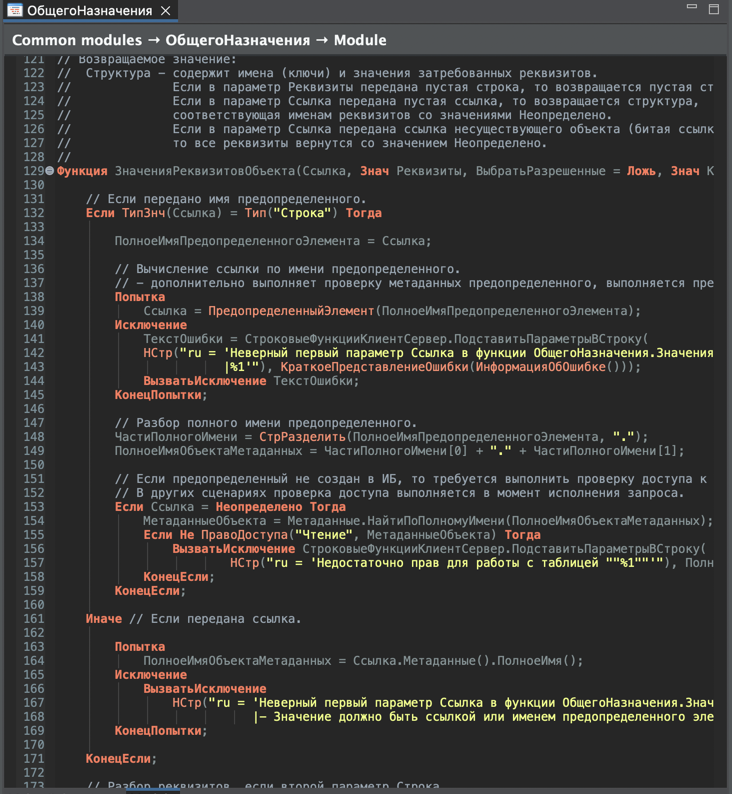 ОбщегоНазначения
Common modules → ОбщегоНазначения → Module
121 // Возвращаемое значение:
122 //  Структура - содержит имена (ключи) и значения затребованных реквизитов.
123 //              Если в параметр Реквизиты передана пустая строка, то возвращается пустая ст
124 //              Если в параметр Ссылка передана пустая ссылка, то возвращается структура,
125 //              соответствующая именам реквизитов со значениями Неопределено.
126 //              Если в параметр Ссылка передана ссылка несуществующего объекта (битая ссылк
127 //              то все реквизиты вернутся со значением Неопределено.
128 //
129 Функция ЗначенияРеквизитовОбъекта(Ссылка, Знач Реквизиты, ВыбратьРазрешенные = Ложь, Знач К
130
131     // Если передано имя предопределенного.
132     Если ТипЗнч(Ссылка) = Тип("Строка") Тогда
133
134         ПолноеИмяПредопределенногоЭлемента = Ссылка;
135
136         // Вычисление ссылки по имени предопределенного.
137         // - дополнительно выполняет проверку метаданных предопределенного, выполняется пре
138         Попытка
139             Ссылка = ПредопределенныйЭлемент(ПолноеИмяПредопределенногоЭлемента);
140         Исключение
141             ТекстОшибки = СтроковыеФункцииКлиентСервер.ПодставитьПараметрыВСтроку(
142             НСтр("ru = 'Неверный первый параметр Ссылка в функции ОбщегоНазначения.Значения
143                        |%1'"), КраткоеПредставлениеОшибки(ИнформацияОбОшибке()));
144             ВызватьИсключение ТекстОшибки;
145         КонецПопытки;
146
147         // Разбор полного имени предопределенного.
148         ЧастиПолногоИмени = СтрРазделить(ПолноеИмяПредопределенногоЭлемента, ".");
149         ПолноеИмяОбъектаМетаданных = ЧастиПолногоИмени[0] + "." + ЧастиПолногоИмени[1];
150
151         // Если предопределенный не создан в ИБ, то требуется выполнить проверку доступа к
152         // В других сценариях проверка доступа выполняется в момент исполнения запроса.
153         Если Ссылка = Неопределено Тогда
154             МетаданныеОбъекта = Метаданные.НайтиПоПолномуИмени(ПолноеИмяОбъектаМетаданных);
155             Если Не ПравоДоступа("Чтение", МетаданныеОбъекта) Тогда
156                 ВызватьИсключение СтроковыеФункцииКлиентСервер.ПодставитьПараметрыВСтроку(
157                         НСтр("ru = 'Недостаточно прав для работы с таблицей ""%1""'"), Полн
158             КонецЕсли;
159         КонецЕсли;
160
161     Иначе // Если передана ссылка.
162
163         Попытка
164             ПолноеИмяОбъектаМетаданных = Ссылка.Метаданные().ПолноеИмя();
165         Исключение
166             ВызватьИсключение
167                 НСтр("ru = 'Неверный первый параметр Ссылка в функции ОбщегоНазначения.Знач
168                            |- Значение должно быть ссылкой или именем предопределенного эле
169         КонецПопытки;
170
171     КонецЕсли;
172
173     // Разбор реквизитов, если второй параметр Строка.